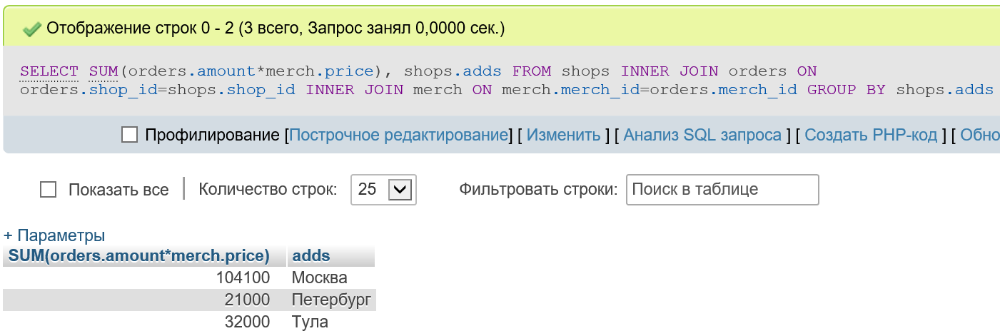 Отображение строк 0 - 2 (3 всего, Запрос занял 0,0000 сек.)
SELECT SUM(orders.amount*merch.price), shops.adds FROM shops INNER JOIN orders ON
orders.shop_id=shops.shop_id INNER JOIN merch ON merch.merch_id=orders.merch_id GROUP BY shops.adds
Профилирование [Построчное редактирование] [ Изменить ] [ Анализ SQL запроса ] [ Создать PHP-код ] [ Обно
Показать все | Количество строк: 25 Фильтровать строки: Поиск в таблице
+ Параметры
SUM(orders.amount*merch.price) adds
104100 Москва
21000 Петербург
32000 Тула